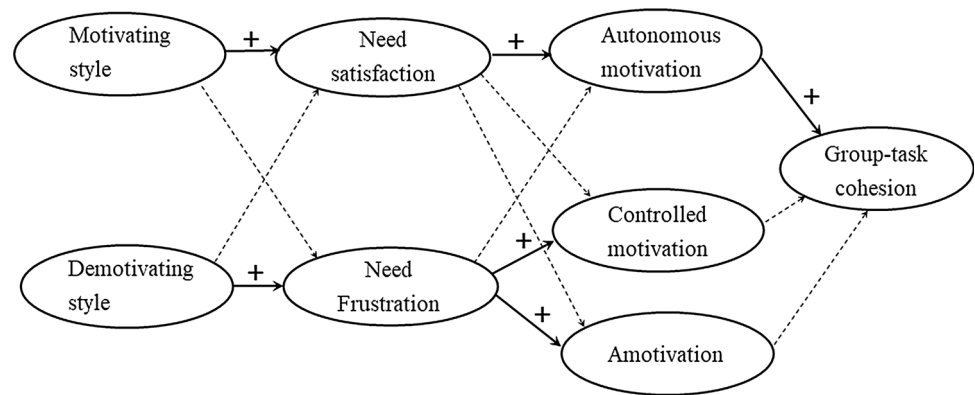 Motivating
style
+
Need
satisfaction
+
Autonomous
motivation
+
Group-task
cohesion
Controlled
motivation
+
Demotivating
style
+
Need
Frustration
+
Amotivation